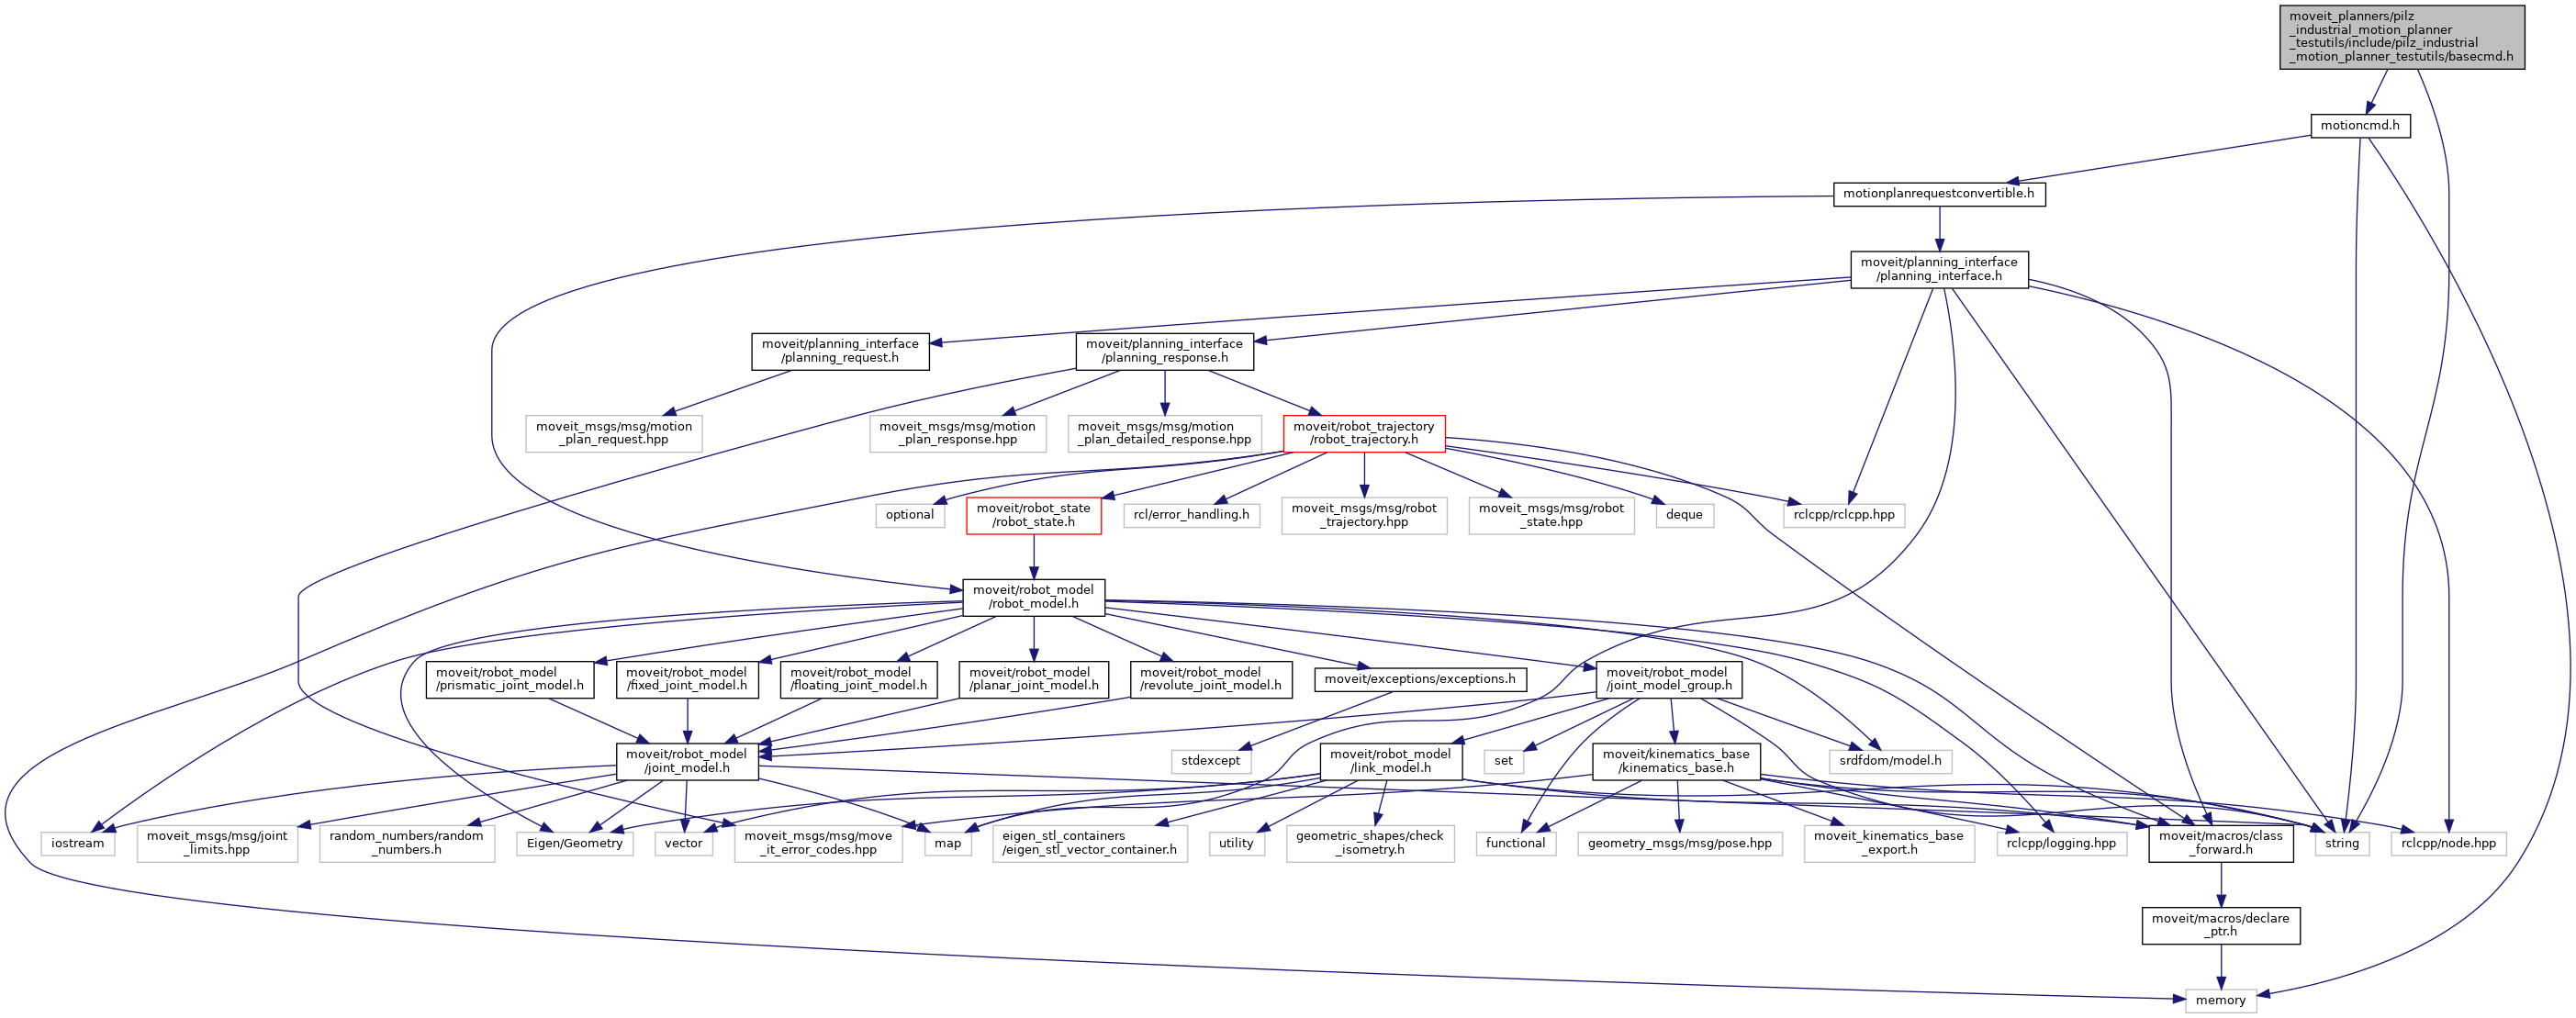 moveit_planners/pilz
_industrial_motion_planner
_testutils/include/pilz_industrial
_motion_planner_testutils/basecmd.h
motioncmd.h
motionplanrequestconvertible.h
moveit/planning_interface
/planning_interface.h
moveit/planning_interface
/planning_request.h
moveit/planning_interface
/planning_response.h
moveit_msgs/msg/motion
_plan_request.hpp
moveit_msgs/msg/motion
_plan_response.hpp
moveit_msgs/msg/motion
_plan_detailed_response.hpp
moveit/robot_trajectory
/robot_trajectory.h
optional
moveit/robot_state
/robot_state.h
rcl/error_handling.h
moveit_msgs/msg/robot
_trajectory.hpp
moveit_msgs/msg/robot
_state.hpp
deque
rclcpp/rclcpp.hpp
moveit/robot_model
/robot_model.h
moveit/robot_model
/prismatic_joint_model.h
moveit/robot_model
/fixed_joint_model.h
moveit/robot_model
/floating_joint_model.h
moveit/robot_model
/planar_joint_model.h
moveit/robot_model
/revolute_joint_model.h
moveit/exceptions/exceptions.h
moveit/robot_model
/joint_model_group.h
moveit/robot_model
/joint_model.h
stdexcept
moveit/robot_model
/link_model.h
set
moveit/kinematics_base
/kinematics_base.h
srdfdom/model.h
iostream
moveit_msgs/msg/joint
_limits.hpp
random_numbers/random
_numbers.h
Eigen/Geometry
vector
moveit_msgs/msg/move
_it_error_codes.hpp
map
eigen_stl_containers
/eigen_stl_vector_container.h
utility
geometric_shapes/check
_isometry.h
functional
geometry_msgs/msg/pose.hpp
moveit_kinematics_base
_export.h
rclcpp/logging.hpp
moveit/macros/class
_forward.h
string
rclcpp/node.hpp
moveit/macros/declare
_ptr.h
memory